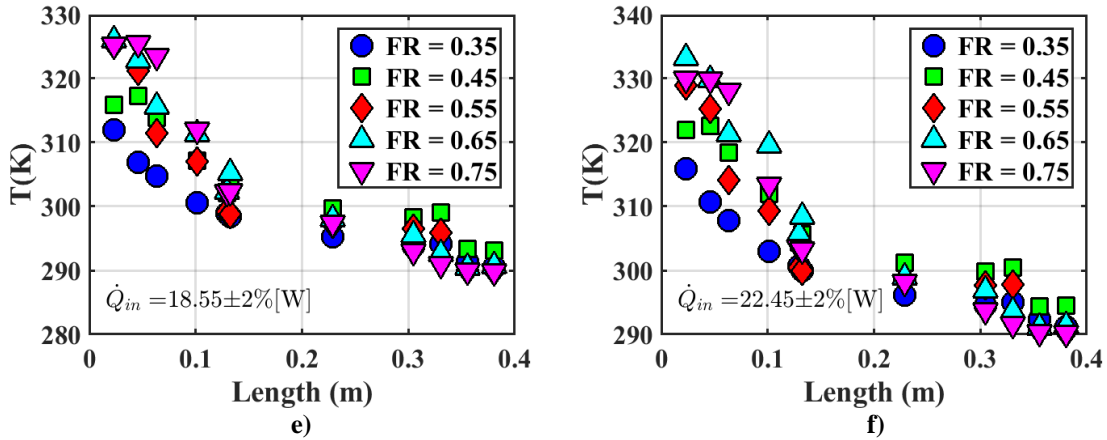 330
320
310
300
290
280
T(K)
0
0.1
0.2
0.3
0.4
Length (m)
FR = 0.35
FR = 0.45
FR = 0.55
FR = 0.65
FR = 0.75
Q̇in =18.55±2%[W]
e)
340
330
320
310
300
290
T(K)
0
0.1
0.2
0.3
0.4
Length (m)
FR = 0.35
FR = 0.45
FR = 0.55
FR = 0.65
FR = 0.75
Q̇in =22.45±2%[W]
f)